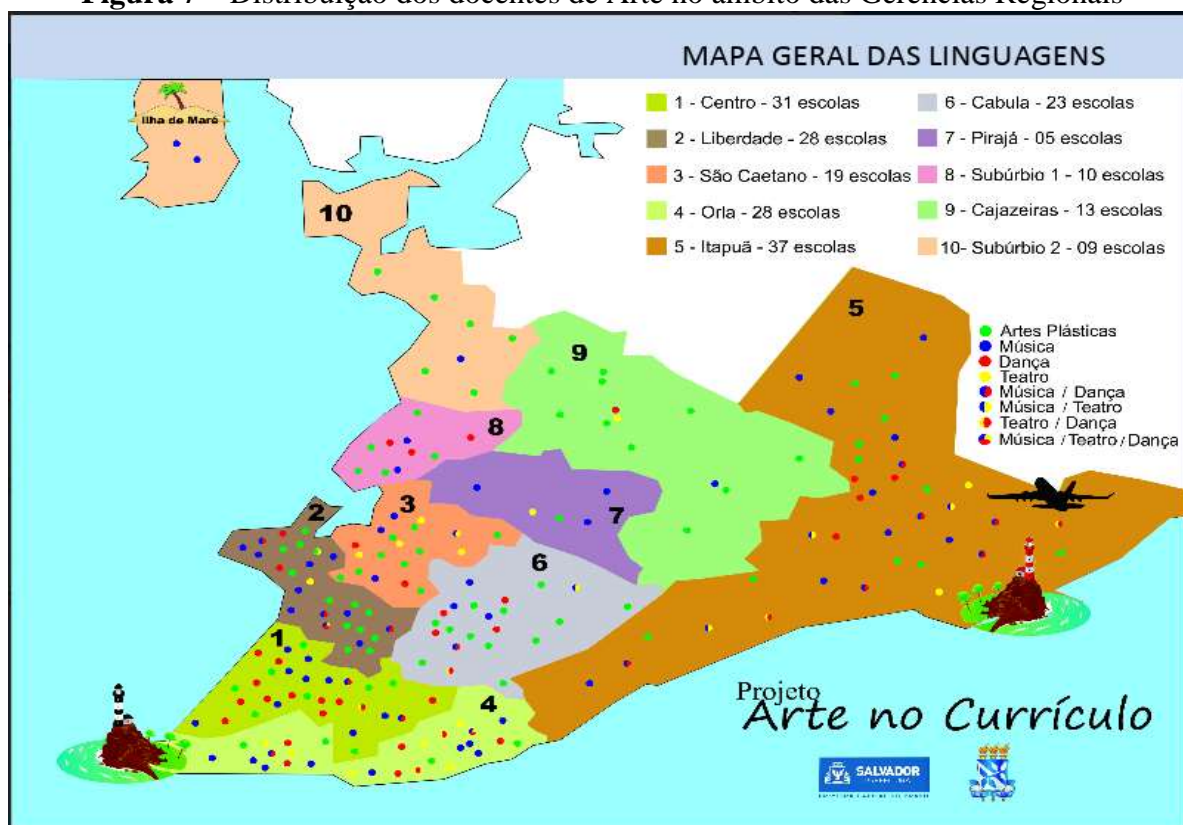 Figura 7 – Distribuição dos docentes de Arte no âmbito das Gerências Regionais
MAPA GERAL DAS LINGUAGENS
1 - Centro - 31 escolas
2 - Liberdade - 28 escolas
3 - São Caetano - 19 escolas
4 - Orla - 28 escolas
5 - Itapuã - 37 escolas
6 - Cabula - 23 escolas
7 - Pirajá - 05 escolas
8 - Subúrbio 1 - 10 escolas
9 - Cajazeiras - 13 escolas
10- Subúrbio 2 - 09 escolas
Ilha de Maré
10
5
9
8
2
3
7
6
1
4
Artes Plásticas
Música
Dança
Teatro
Música / Dança
Música / Teatro
Teatro / Dança
Música / Teatro / Dança
Projeto
Arte no Currículo
SALVADOR
PREFEITURA